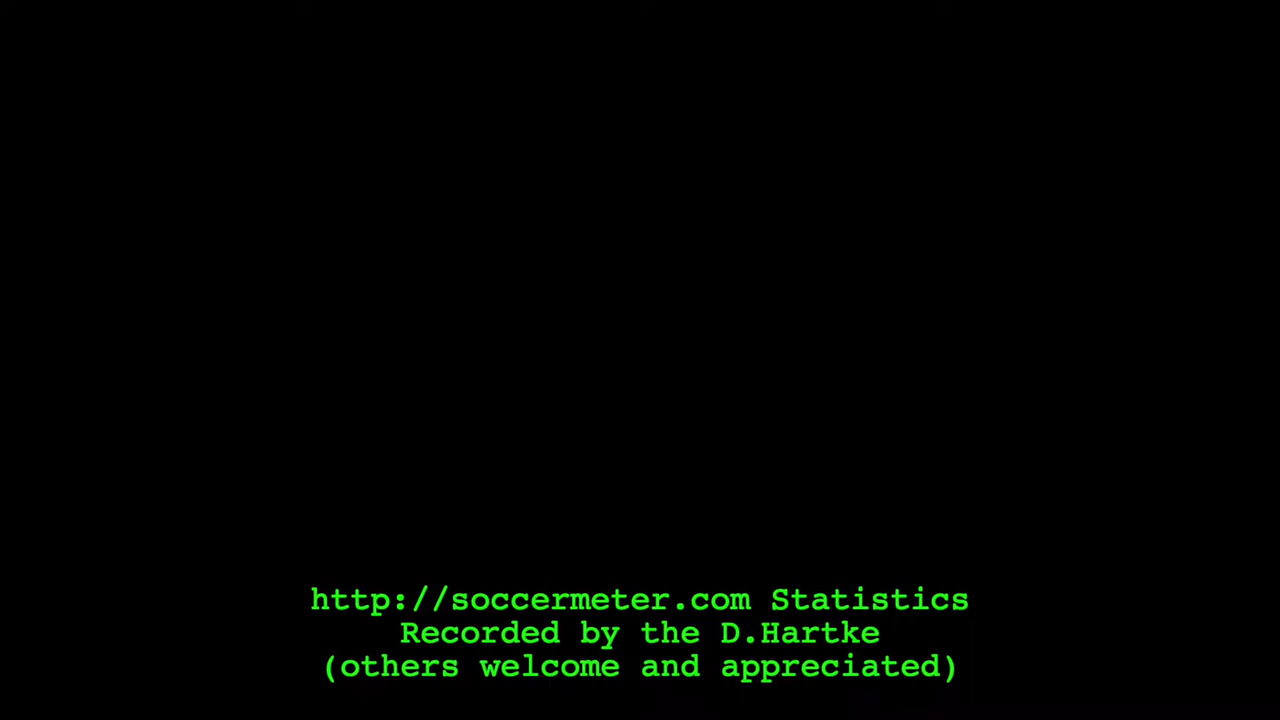 http://soccermeter.com Statistics
Recorded by the D.Hartke
(others welcome and appreciated)